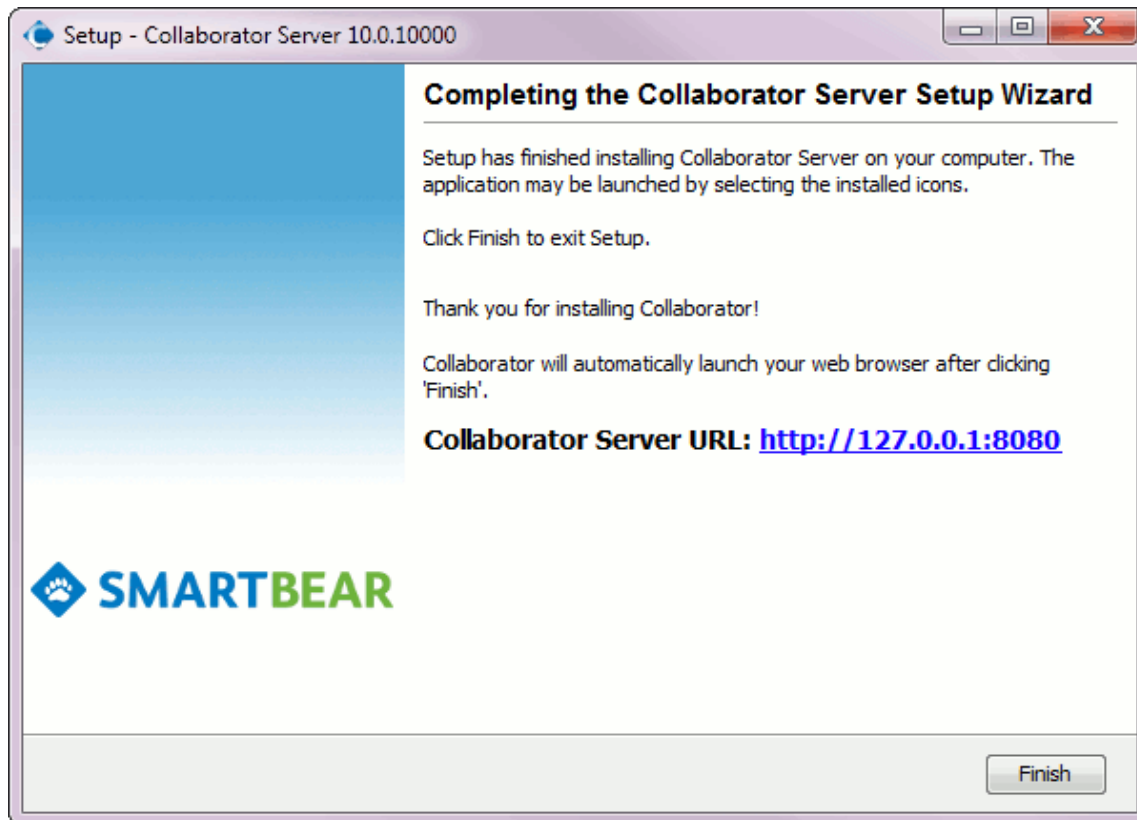 Setup - Collaborator Server 10.0.10000
Completing the Collaborator Server Setup Wizard
Setup has finished installing Collaborator Server on your computer. The
application may be launched by selecting the installed icons.
Click Finish to exit Setup.
Thank you for installing Collaborator!
Collaborator will automatically launch your web browser after clicking
'Finish'.
Collaborator Server URL: http://127.0.0.1:8080
SMARTBEAR
Finish